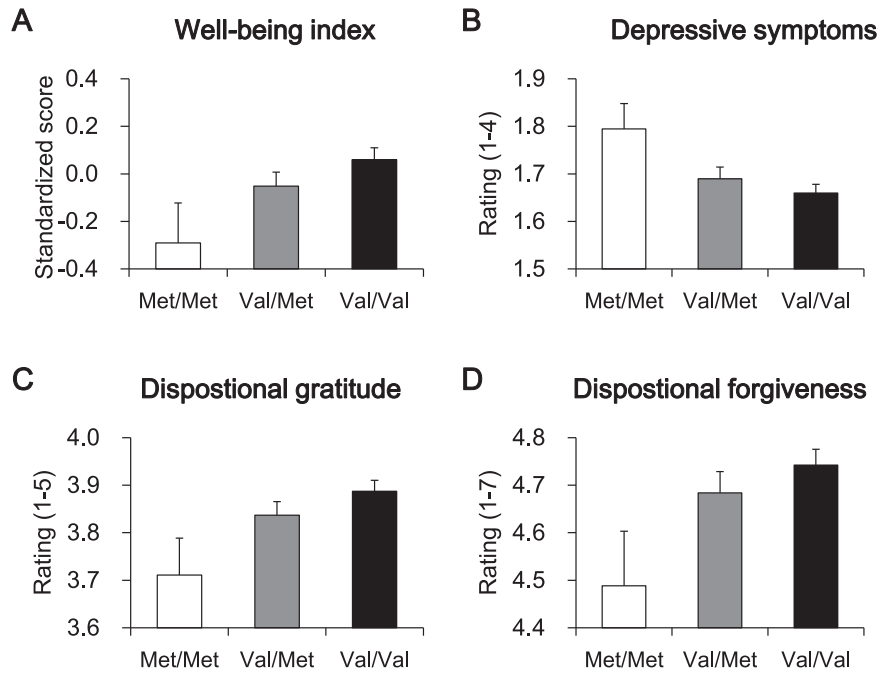 A
Well-being index
Standardized score
0.4
0.2
0.0
-0.2
-0.4
Met/Met Val/Met Val/Val
B
Depressive symptoms
Rating (1-4)
1.9
1.8
1.7
1.6
1.5
Met/Met Val/Met Val/Val
C
Dispostional gratitude
Rating (1-5)
4.0
3.9
3.8
3.7
3.6
Met/Met Val/Met Val/Val
D
Dispostional forgiveness
Rating (1-7)
4.8
4.7
4.6
4.5
4.4
Met/Met Val/Met Val/Val